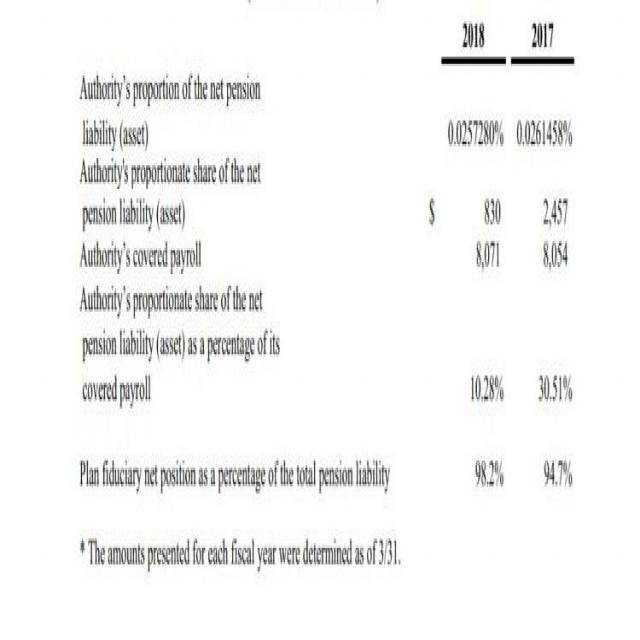 2018 2017
Authority's proportion of the net pension
liability (asset) 0.0257280% 0.0261458%
Authority's proportionate share of the net
pension liability (asset) $ 830 2,457
Authority's covered payroll 8,071 8,054
Authority's proportionate share of the net
pension liability (asset) as a percentage of its
covered payroll 10.28% 30.51%
Plan fiduciary net position as a percentage of the total pension liability 98.2% 94.7%
* The amounts presented for each fiscal year were determined as of 3/31.